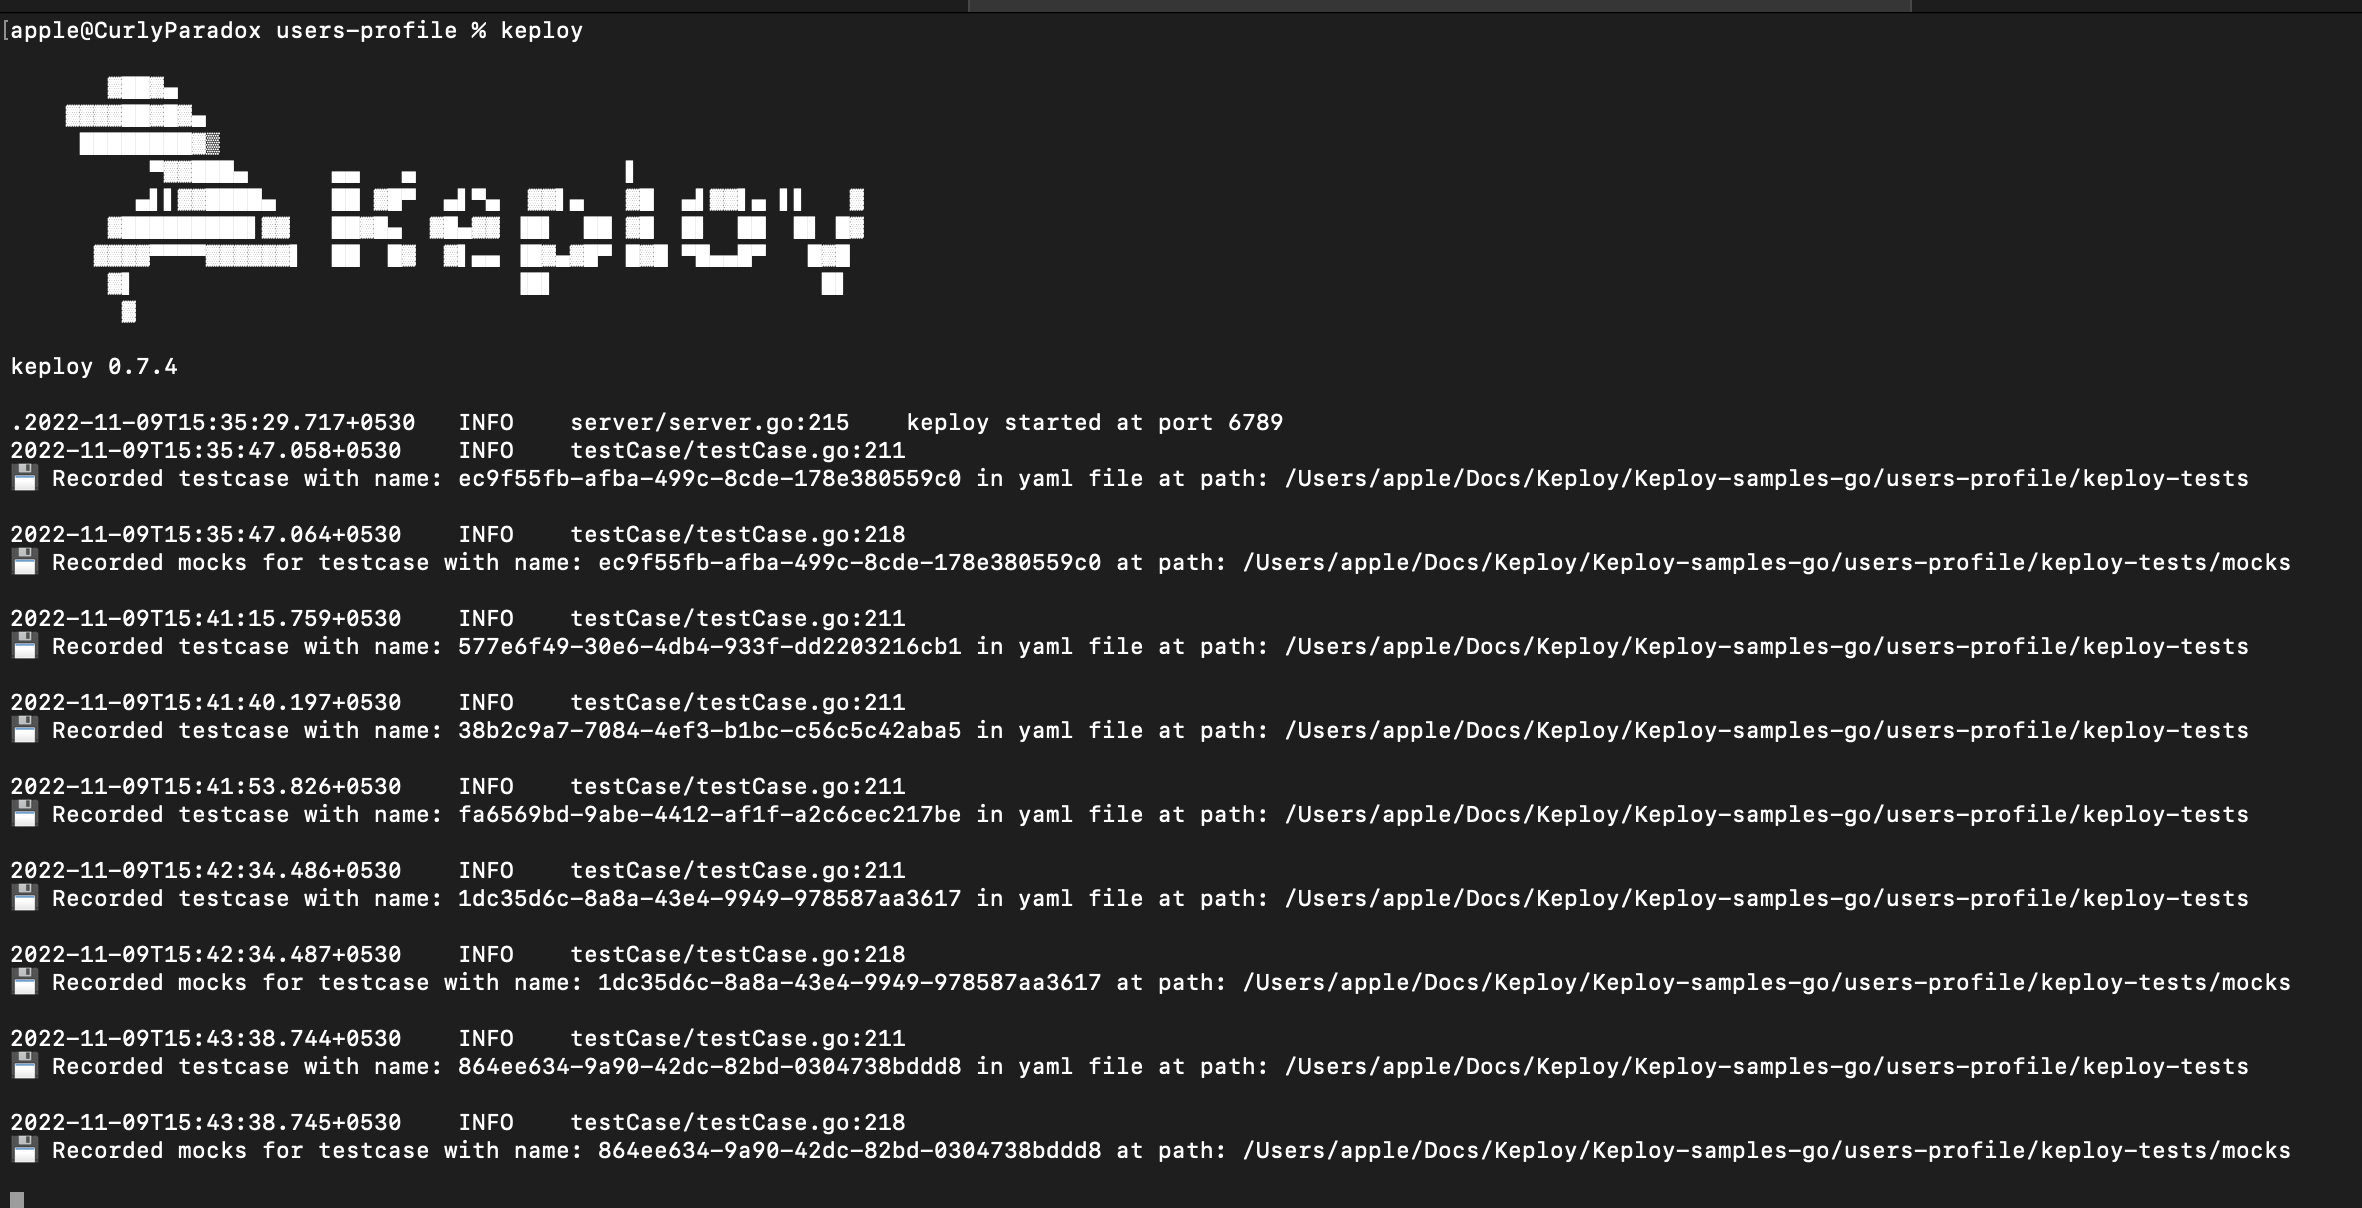 [apple@CurlyParadox users-profile % keploy
Keploy
keploy 0.7.4
.2022-11-09T15:35:29.717+0530 INFO server/server.go:215 keploy started at port 6789
2022-11-09T15:35:47.058+0530 INFO testCase/testCase.go:211
💾 Recorded testcase with name: ec9f55fb-afba-499c-8cde-178e380559c0 in yaml file at path: /Users/apple/Docs/Keploy/Keploy-samples-go/users-profile/keploy-tests
2022-11-09T15:35:47.064+0530 INFO testCase/testCase.go:218
💾 Recorded mocks for testcase with name: ec9f55fb-afba-499c-8cde-178e380559c0 at path: /Users/apple/Docs/Keploy/Keploy-samples-go/users-profile/keploy-tests/mocks
2022-11-09T15:41:15.759+0530 INFO testCase/testCase.go:211
💾 Recorded testcase with name: 577e6f49-30e6-4db4-933f-dd2203216cb1 in yaml file at path: /Users/apple/Docs/Keploy/Keploy-samples-go/users-profile/keploy-tests
2022-11-09T15:41:40.197+0530 INFO testCase/testCase.go:211
💾 Recorded testcase with name: 38b2c9a7-7084-4ef3-b1bc-c56c5c42aba5 in yaml file at path: /Users/apple/Docs/Keploy/Keploy-samples-go/users-profile/keploy-tests
2022-11-09T15:41:53.826+0530 INFO testCase/testCase.go:211
💾 Recorded testcase with name: fa6569bd-9abe-4412-af1f-a2c6cec217be in yaml file at path: /Users/apple/Docs/Keploy/Keploy-samples-go/users-profile/keploy-tests
2022-11-09T15:42:34.486+0530 INFO testCase/testCase.go:211
💾 Recorded testcase with name: 1dc35d6c-8a8a-43e4-9949-978587aa3617 in yaml file at path: /Users/apple/Docs/Keploy/Keploy-samples-go/users-profile/keploy-tests
2022-11-09T15:42:34.487+0530 INFO testCase/testCase.go:218
💾 Recorded mocks for testcase with name: 1dc35d6c-8a8a-43e4-9949-978587aa3617 at path: /Users/apple/Docs/Keploy/Keploy-samples-go/users-profile/keploy-tests/mocks
2022-11-09T15:43:38.744+0530 INFO testCase/testCase.go:211
💾 Recorded testcase with name: 864ee634-9a90-42dc-82bd-0304738bddd8 in yaml file at path: /Users/apple/Docs/Keploy/Keploy-samples-go/users-profile/keploy-tests
2022-11-09T15:43:38.745+0530 INFO testCase/testCase.go:218
💾 Recorded mocks for testcase with name: 864ee634-9a90-42dc-82bd-0304738bddd8 at path: /Users/apple/Docs/Keploy/Keploy-samples-go/users-profile/keploy-tests/mocks